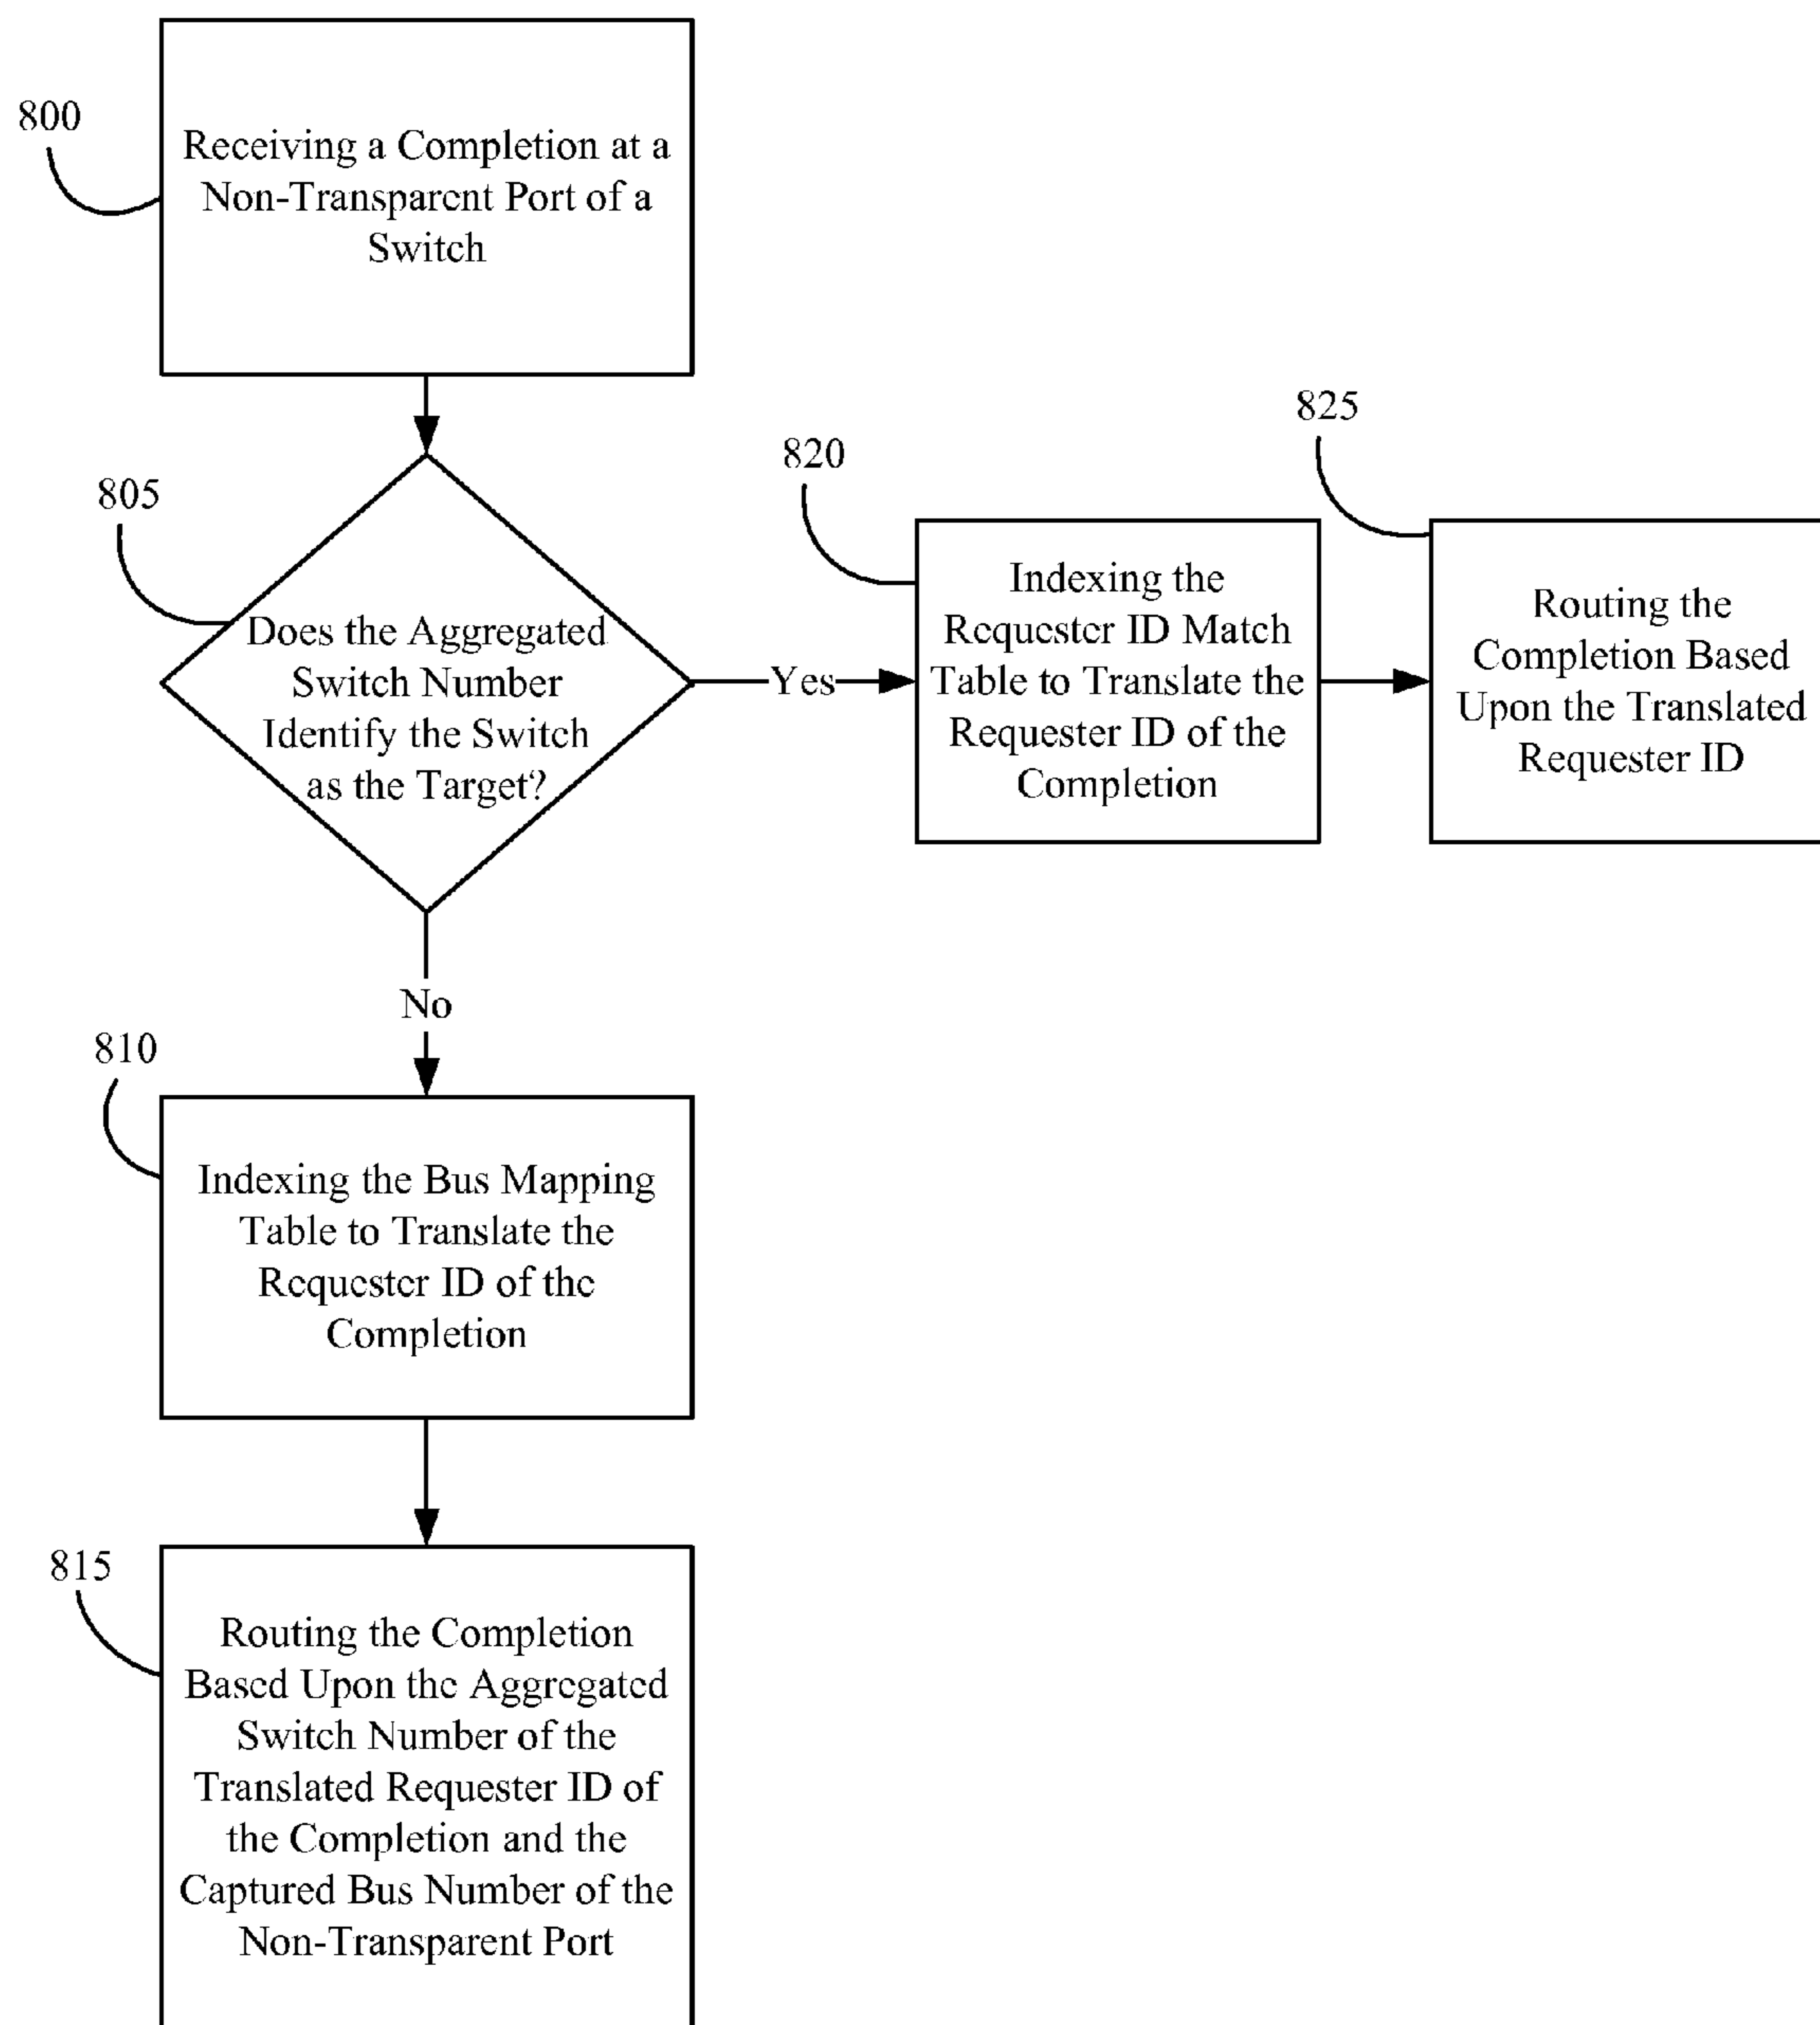 800
Receiving a Completion at a
Non-Transparent Port of a
Switch
805
Does the Aggregated
Switch Number
Identify the Switch
as the Target?
Yes
820
Indexing the
Requester ID Match
Table to Translate the
Requester ID of the
Completion
825
Routing the
Completion Based
Upon the Translated
Requester ID
No
810
Indexing the Bus Mapping
Table to Translate the
Requester ID of the
Completion
815
Routing the Completion
Based Upon the Aggregated
Switch Number of the
Translated Requester ID of
the Completion and the
Captured Bus Number of the
Non-Transparent Port